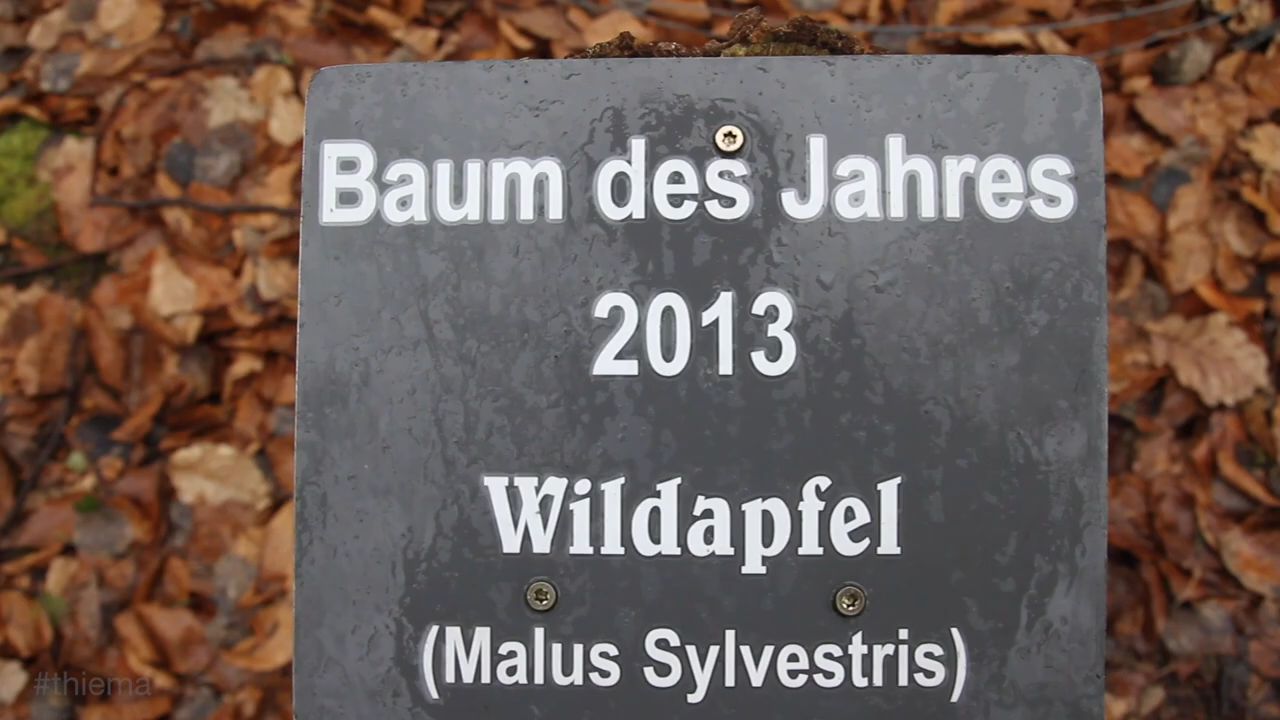 Baum des Jahres
2013
Wildapfel
(Malus Sylvestris)
#thiema